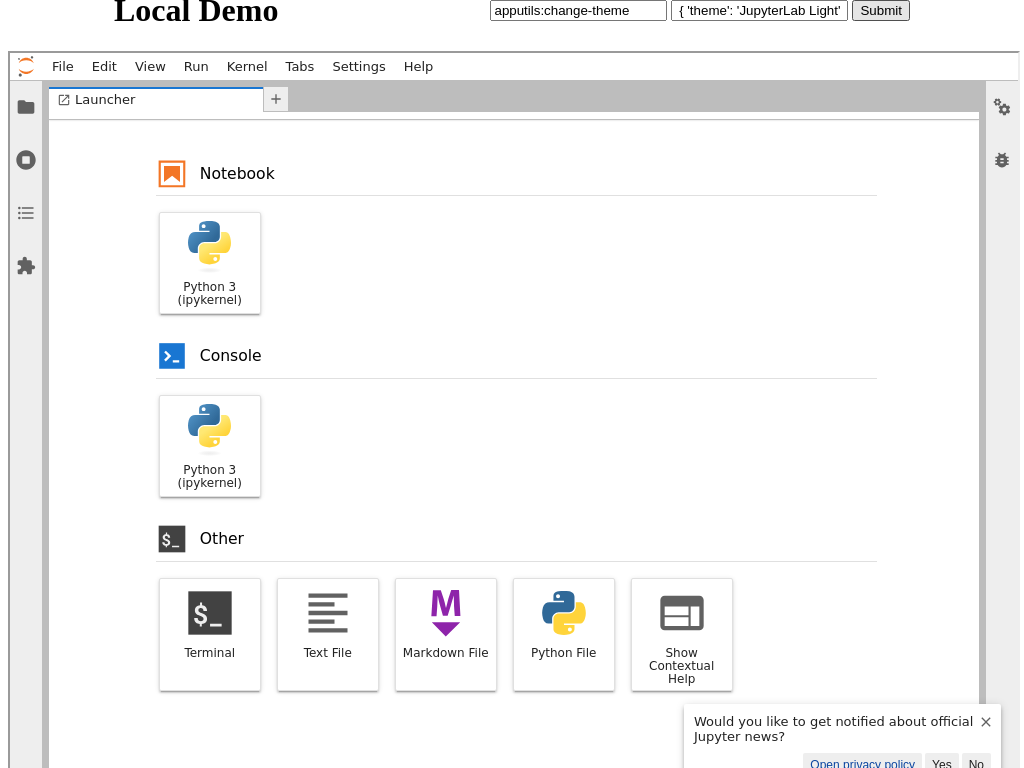 Local Demo
apputils:change-theme
{ 'theme': 'JupyterLab Light'
Submit
File Edit View Run Kernel Tabs Settings Help
Launcher
Notebook
Python 3
(ipykernel)
Console
Python 3
(ipykernel)
$_ Other
$_
Terminal
Text File
M
Markdown File
Python File
Show
Contextual
Help
Would you like to get notified about official
Jupyter news?
Open privacy policy Yes No